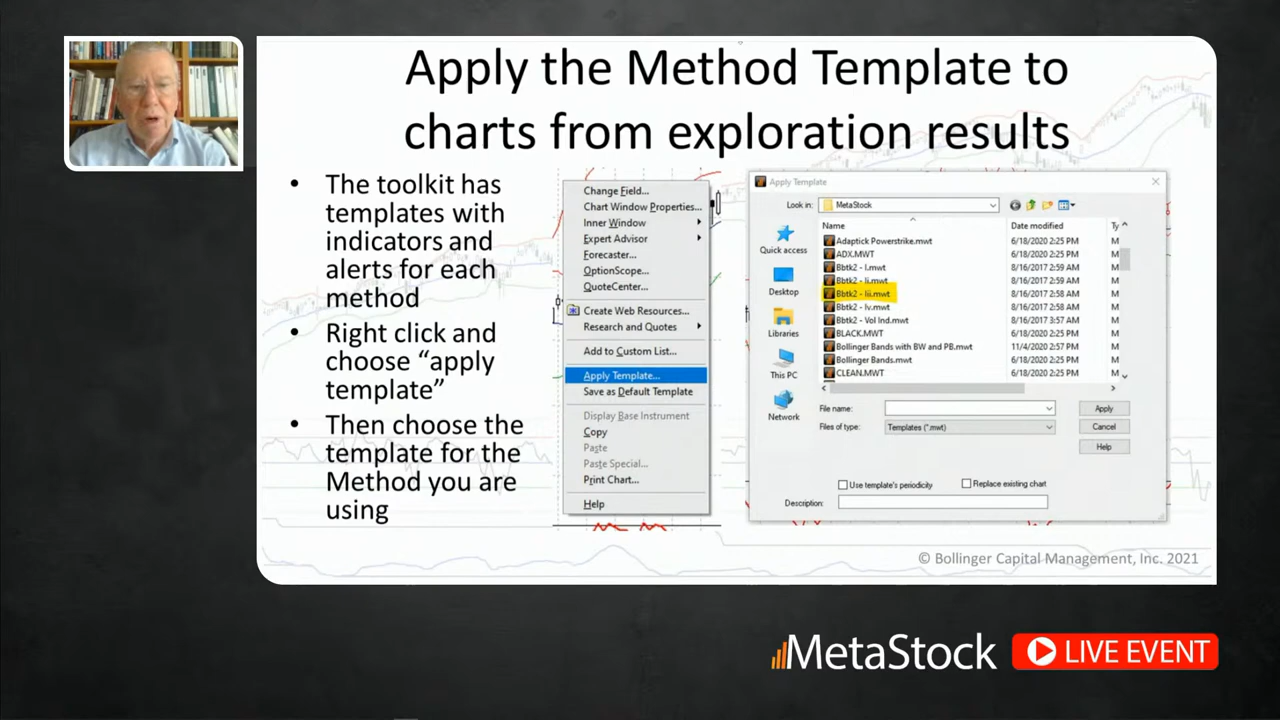 Apply the Method Template to
charts from exploration results
• The toolkit has
templates with
indicators and
alerts for each
method
• Right click and
choose “apply
template”
• Then choose the
template for the
Method you are
using
Change Field...
Chart Window Properties...
Inner Window
Expert Advisor
Forecaster...
OptionScope...
QuoteCenter...
Create Web Resources...
Research and Quotes
Add to Custom List...
Apply Template...
Save as Default Template
Display Base Instrument
Copy
Paste
Paste Special...
Print Chart...
Help
Apply Template
Look in: MetaStock
Quick access
Desktop
Libraries
This PC
Network
Name Date modified Ty
Adaptick Powerstrike.mwt 6/18/2020 2:25 PM M
ADX.MWT 6/18/2020 2:25 PM M
Bbtk2 - I.mwt 8/16/2017 2:59 AM M
Bbtk2 - Ii.mwt 8/16/2017 2:59 AM M
Bbtk2 - Iii.mwt 8/16/2017 2:58 AM M
Bbtk2 - Iv.mwt 8/16/2017 2:58 AM M
Bbtk2 - Vol Ind.mwt 8/16/2017 3:57 AM M
BLACK.MWT 6/18/2020 2:25 PM M
Bollinger Bands with BW and PB.mwt 11/4/2020 2:57 PM M
Bollinger Bands.mwt 6/18/2020 2:25 PM M
CLEAN.MWT 6/18/2020 2:25 PM M
File name: Apply
Files of type: Templates (*.mwt) Cancel
Help
Use template's periodicity Replace existing chart
Description:
© Bollinger Capital Management, Inc. 2021
MetaStock LIVE EVENT